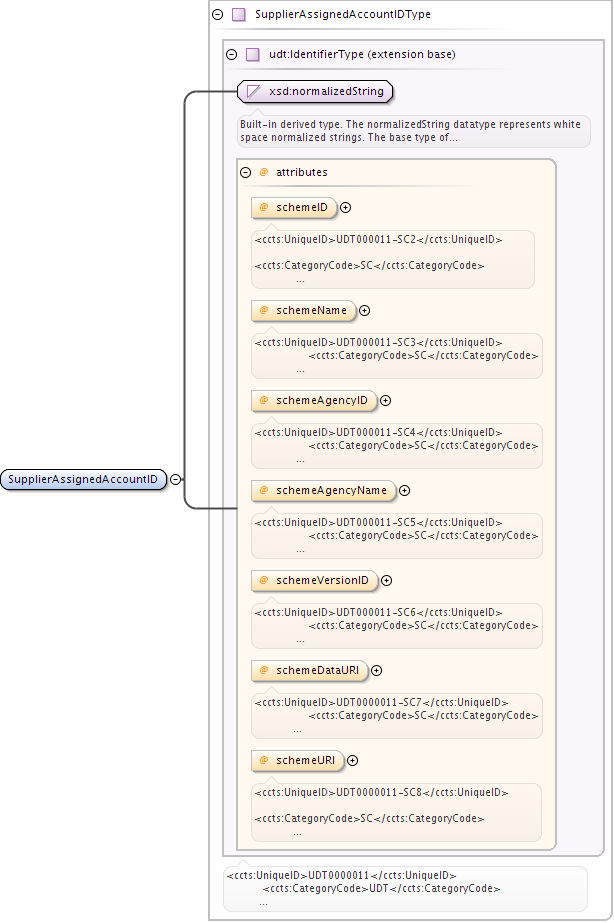 SupplierAssignedAccountIDType
udt:IdentifierType (extension base)
xsd:normalizedString
Built-in derived type. The normalizedString datatype represents white
space normalized strings. The base type of...
@ attributes
@ schemeID
<ccts:UniqueID>UDT000011-SC2</ccts:UniqueID>
<ccts:CategoryCode>SC</ccts:CategoryCode>
...
@ schemeName
<ccts:UniqueID>UDT000011-SC3</ccts:UniqueID>
<ccts:CategoryCode>SC</ccts:CategoryCode>
...
@ schemeAgencyID
<ccts:UniqueID>UDT000011-SC4</ccts:UniqueID>
<ccts:CategoryCode>SC</ccts:CategoryCode>
...
SupplierAssignedAccountID
@ schemeAgencyName
<ccts:UniqueID>UDT000011-SC5</ccts:UniqueID>
<ccts:CategoryCode>SC</ccts:CategoryCode>
...
@ schemeVersionID
<ccts:UniqueID>UDT000011-SC6</ccts:UniqueID>
<ccts:CategoryCode>SC</ccts:CategoryCode>
...
@ schemeDataURI
<ccts:UniqueID>UDT0000011-SC7</ccts:UniqueID>
<ccts:CategoryCode>SC</ccts:CategoryCode>
...
@ schemeURI
<ccts:UniqueID>UDT0000011-SC8</ccts:UniqueID>
<ccts:CategoryCode>SC</ccts:CategoryCode>
...
<ccts:UniqueID>UDT0000011</ccts:UniqueID>
<ccts:CategoryCode>UDT</ccts:CategoryCode>
...